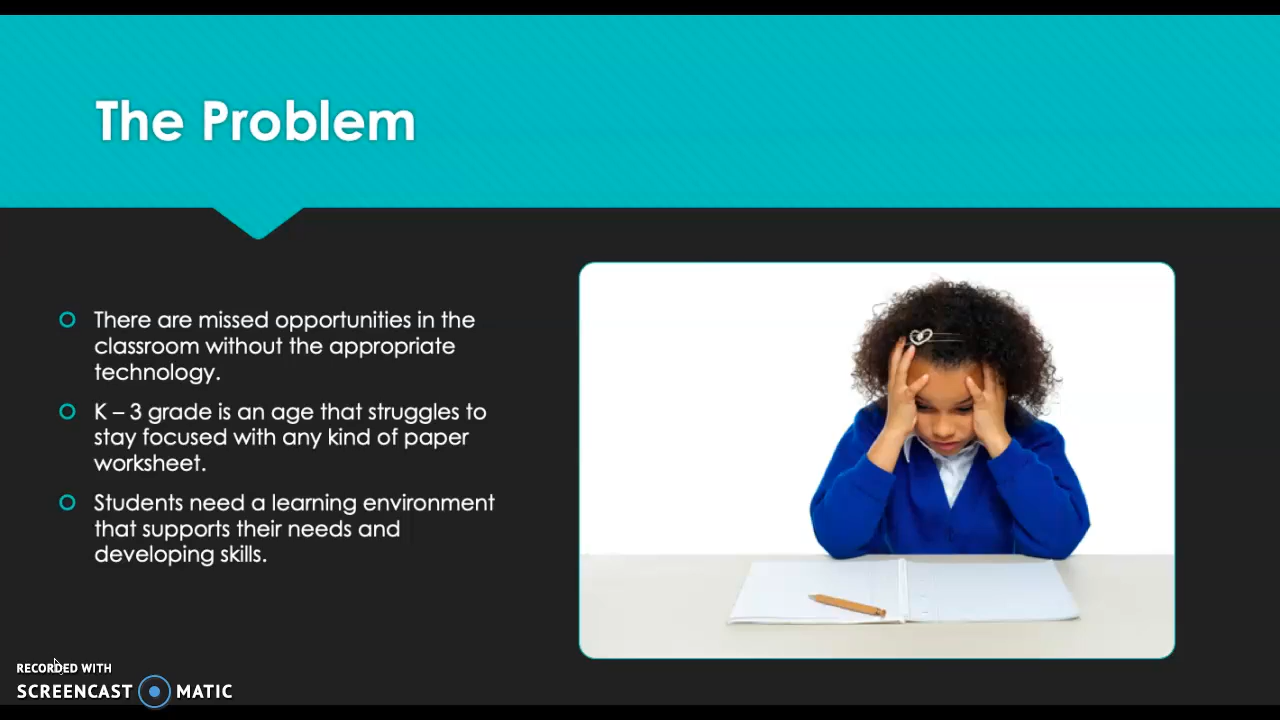 The Problem
There are missed opportunities in the
classroom without the appropriate
technology.
K – 3 grade is an age that struggles to
stay focused with any kind of paper
worksheet.
Students need a learning environment
that supports their needs and
developing skills.
RECORDED WITH
SCREENCAST MATIC